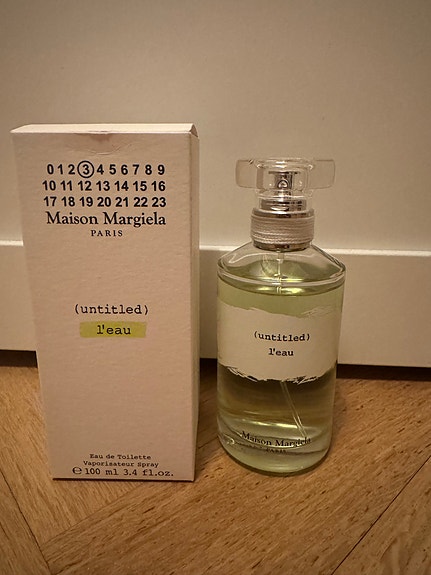 0 1 2 3 4 5 6 7 8 9
10 11 12 13 14 15 16
17 18 19 20 21 22 23
Maison Margiela
PARIS
(untitled)
l'eau
Eau de Toilette
Vaporisateur Spray
℮ 100 ml 3.4 fl.oz.
(untitled)
l'eau
Maison Margiela
PARIS